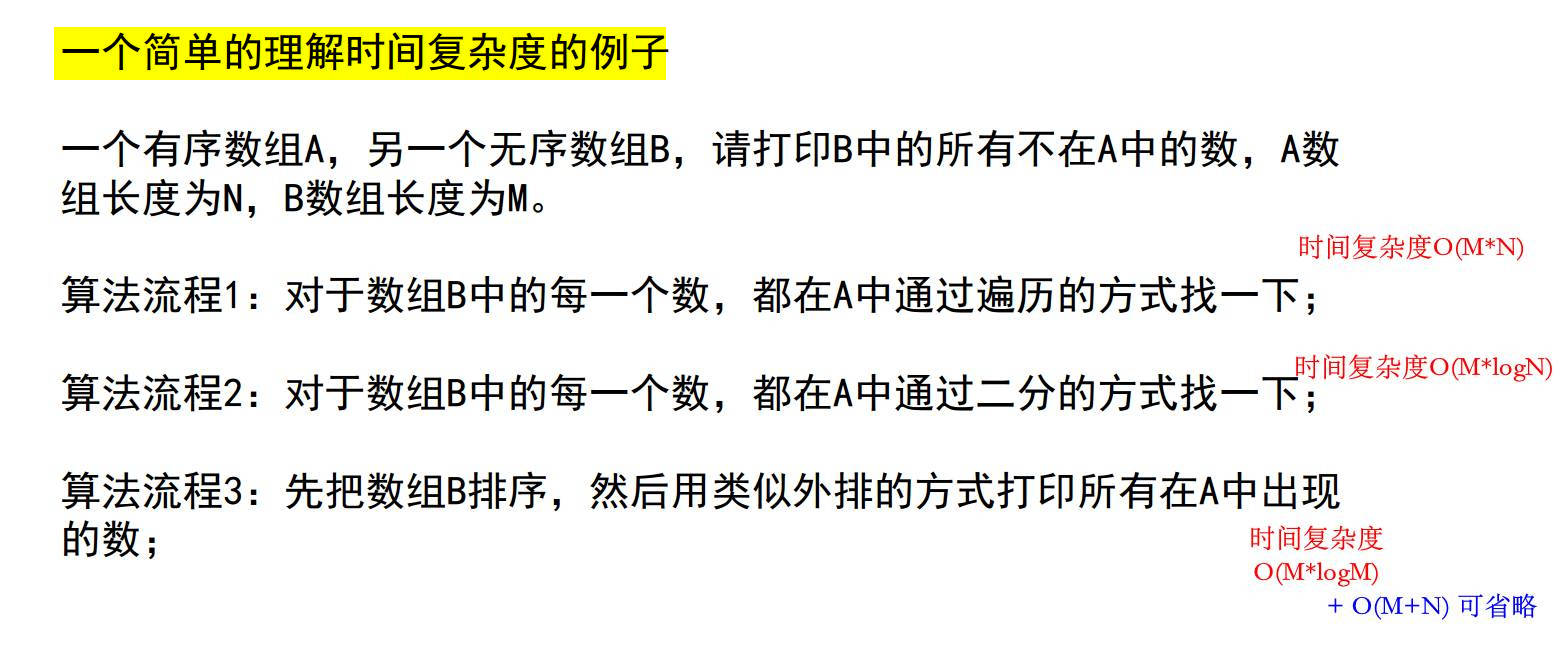 一个简单的理解时间复杂度的例子
一个有序数组A，另一个无序数组B，请打印B中的所有不在A中的数，A数
组长度为N，B数组长度为M。
时间复杂度O(M*N)
算法流程1：对于数组B中的每一个数，都在A中通过遍历的方式找一下；
时间复杂度O(M*logN)
算法流程2：对于数组B中的每一个数，都在A中通过二分的方式找一下；
算法流程3：先把数组B排序，然后用类似外排的方式打印所有在A中出现
的数；
时间复杂度
O(M*logM)
+ O(M+N) 可省略